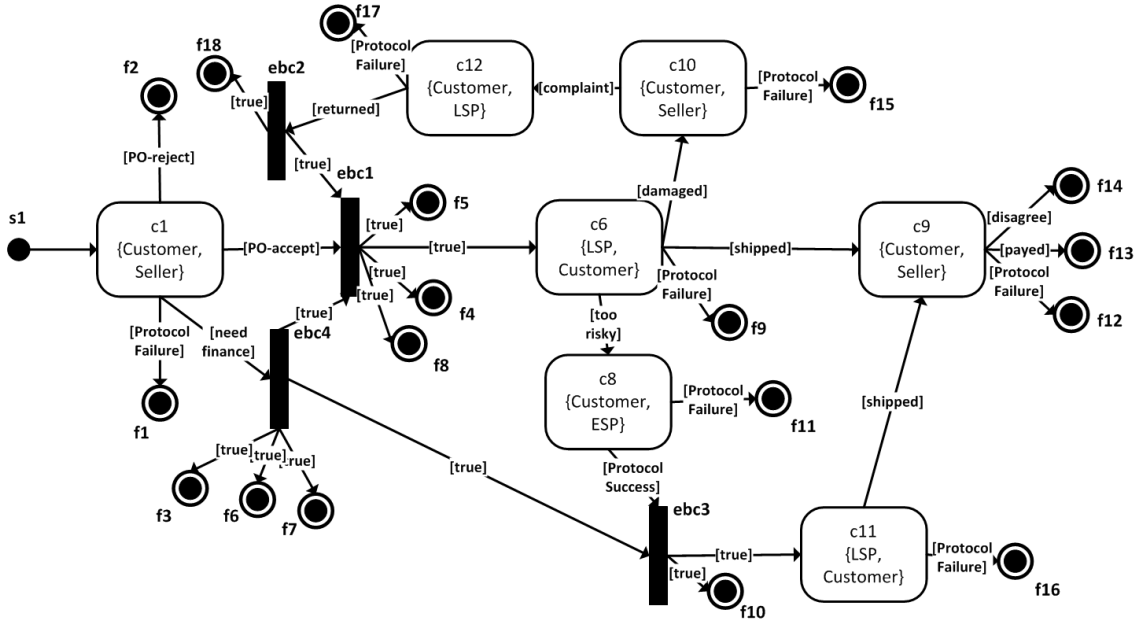 f17
f18
ebc2
f2
[Protocol
Failure]
c12
{Customer,
LSP}
[complaint]
c10
{Customer,
Seller}
[Protocol
Failure]
f15
[true]
[returned]
[PO-reject]
[true]
ebc1
f5
[damaged]
f14
s1
c1
{Customer,
Seller}
[PO-accept]
[true]
[true]
c6
{LSP,
Customer}
[shipped]
c9
{Customer,
Seller}
[disagree]
[payed]
f13
[Protocol
Failure]
f12
[true]
[true]
f4
[Protocol
Failure]
f9
[true]
ebc4
[Protocol
Failure]
[need
finance]
f8
[too
risky]
f1
c8
{Customer,
ESP}
[Protocol
Failure]
f11
[shipped]
[true]
[true]
[true]
f3
f6
f7
[true]
[Protocol
Success]
ebc3
[true]
[true]
f10
c11
{LSP,
Customer}
[Protocol
Failure]
f16